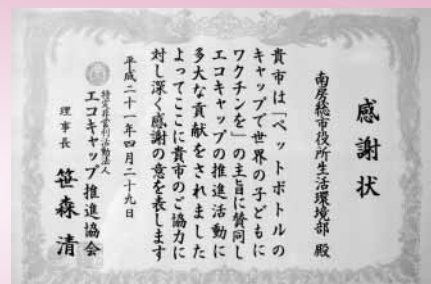 感謝状
南房総市役所生活環境部 殿
貴市は「ペットボトルの
キャップで世界の子どもに
ワクチンを」の主旨に賛同し
エコキャップの推進活動に
多大な貢献をされました
よってここに貴市のご協力に
対し深く感謝の意を表します
平成二十一年四月二十九日
特定非営利活動法人
エコキャップ推進協会
理事長 笹森清